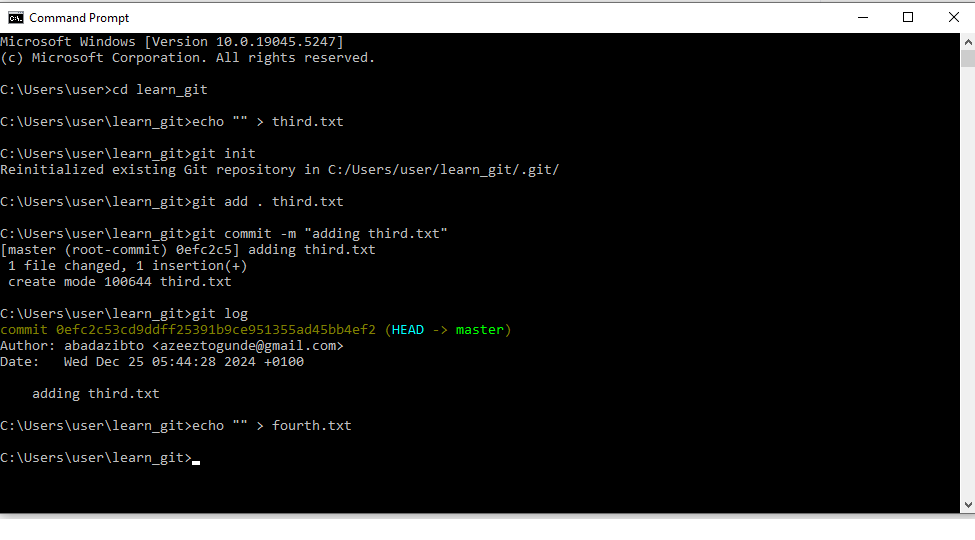 Command Prompt
Microsoft Windows [Version 10.0.19045.5247]
(c) Microsoft Corporation. All rights reserved.
C:\Users\user>cd learn_git
C:\Users\user\learn_git>echo "" > third.txt
C:\Users\user\learn_git>git init
Reinitialized existing Git repository in C:/Users/user/learn_git/.git/
C:\Users\user\learn_git>git add . third.txt
C:\Users\user\learn_git>git commit -m "adding third.txt"
[master (root-commit) 0efc2c5] adding third.txt
 1 file changed, 1 insertion(+)
 create mode 100644 third.txt
C:\Users\user\learn_git>git log
commit 0efc2c53cd9ddff25391b9ce951355ad45bb4ef2 (HEAD -> master)
Author: abadazibto <azeeztogunde@gmail.com>
Date:   Wed Dec 25 05:44:28 2024 +0100
    adding third.txt
C:\Users\user\learn_git>echo "" > fourth.txt
C:\Users\user\learn_git>